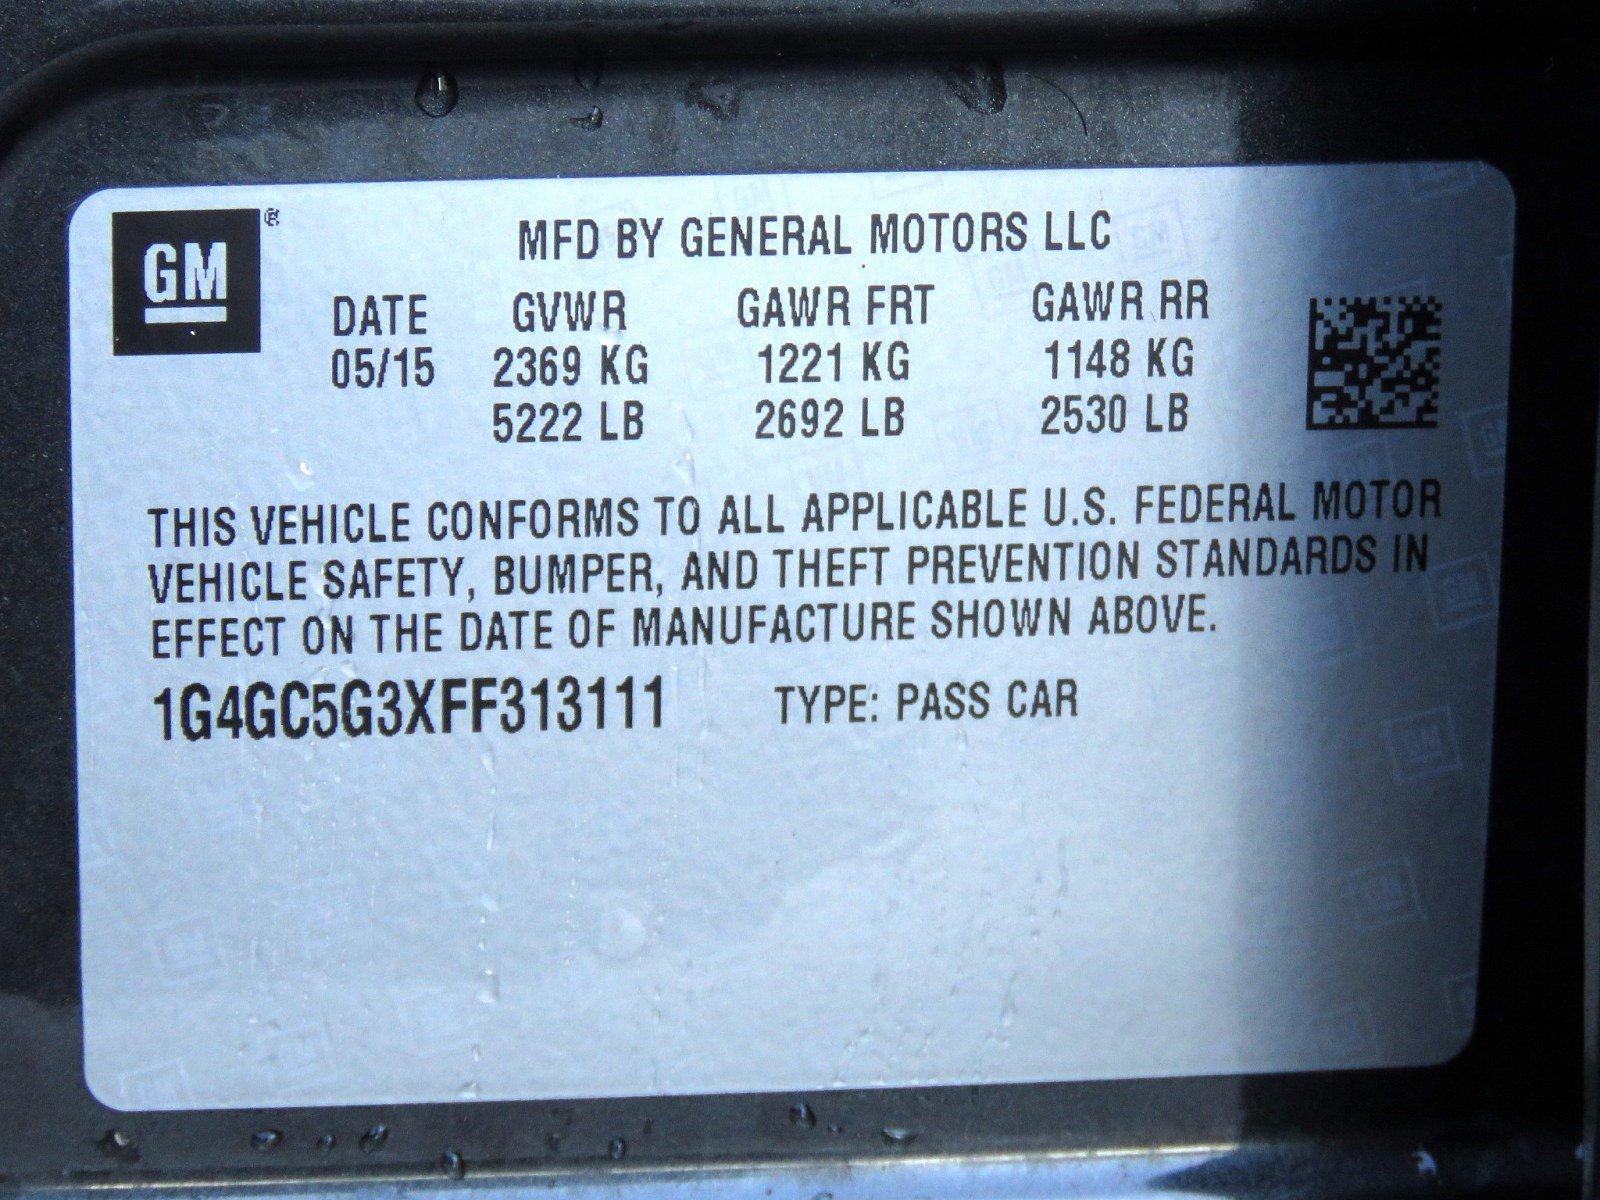 GM®
MFD BY GENERAL MOTORS LLC
DATE GVWR GAWR FRT GAWR RR
05/15 2369 KG 1221 KG 1148 KG
5222 LB 2692 LB 2530 LB
THIS VEHICLE CONFORMS TO ALL APPLICABLE U.S. FEDERAL MOTOR
VEHICLE SAFETY, BUMPER, AND THEFT PREVENTION STANDARDS IN
EFFECT ON THE DATE OF MANUFACTURE SHOWN ABOVE.
1G4GC5G3XFF313111 TYPE: PASS CAR